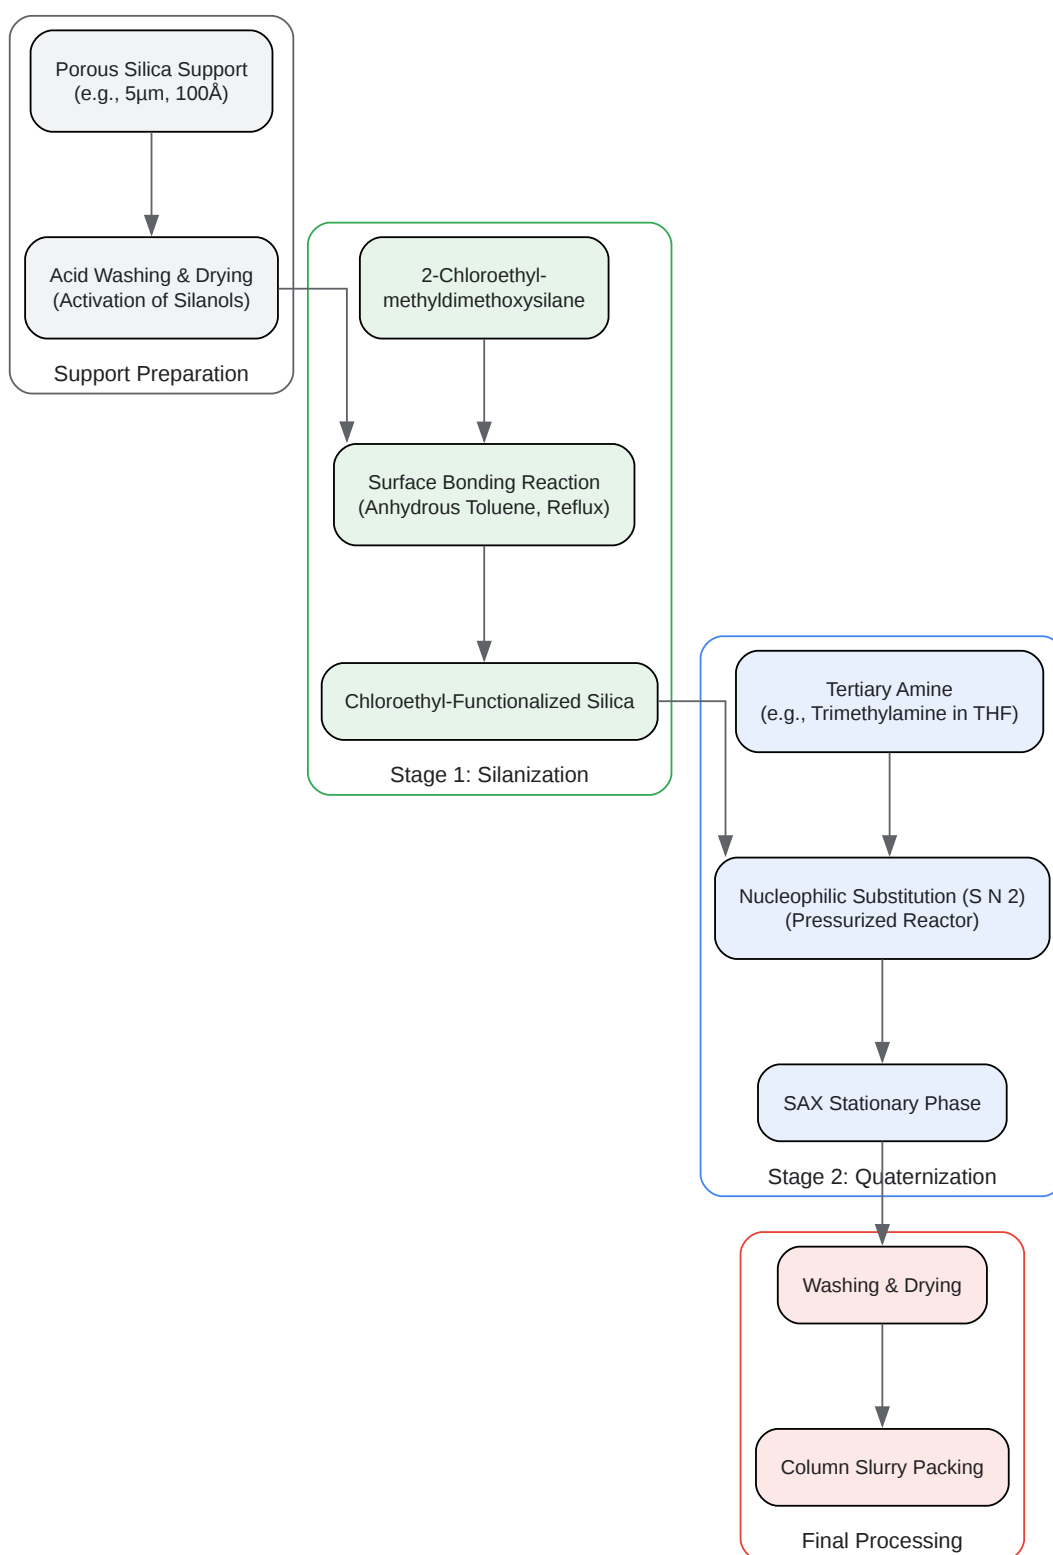 Porous Silica Support
(e.g., 5µm, 100Å)
Acid Washing & Drying
(Activation of Silanols)
Support Preparation
2-Chloroethyl-
methyldimethoxysilane
Surface Bonding Reaction
(Anhydrous Toluene, Reflux)
Chloroethyl-Functionalized Silica
Stage 1: Silanization
Tertiary Amine
(e.g., Trimethylamine in THF)
Nucleophilic Substitution (S N 2)
(Pressurized Reactor)
SAX Stationary Phase
Stage 2: Quaternization
Washing & Drying
Column Slurry Packing
Final Processing